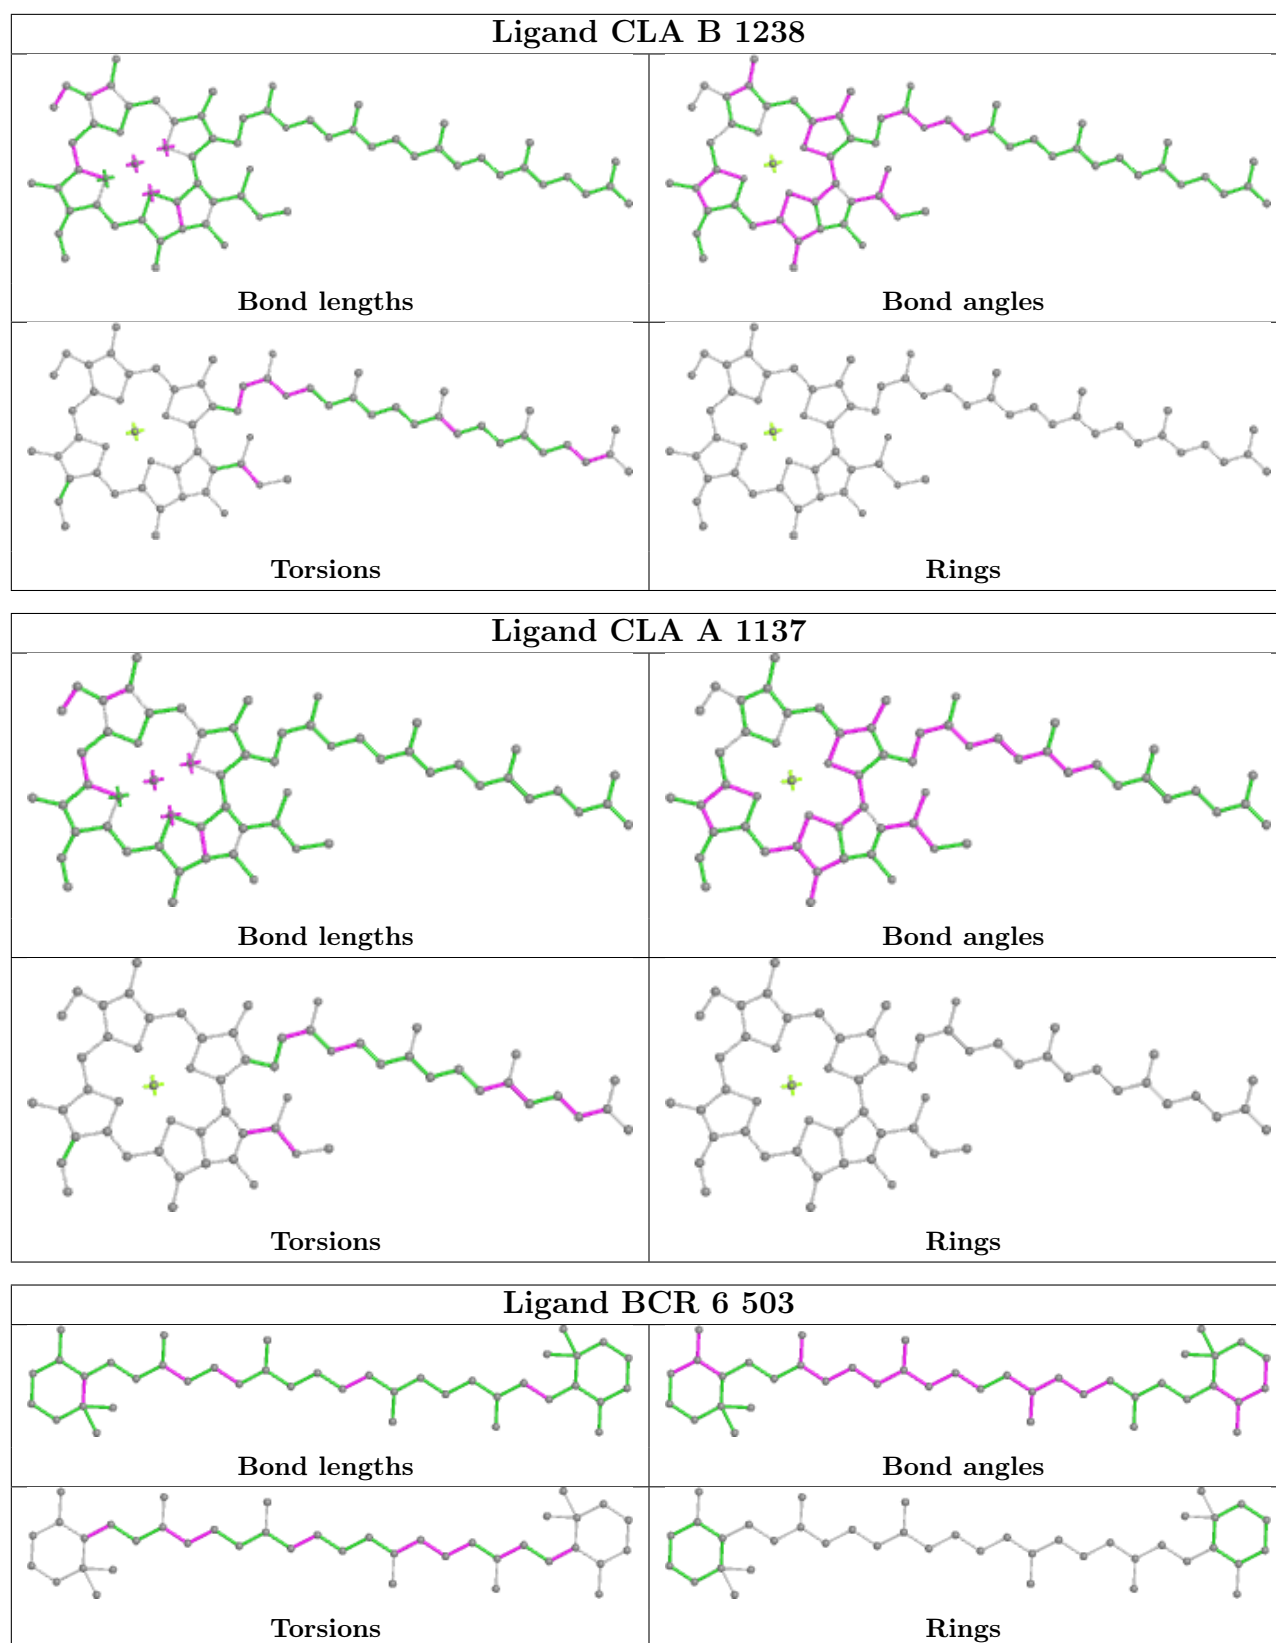 Ligand CLA B 1238
Bond lengths
Bond angles
Torsions
Rings
Ligand CLA A 1137
Bond lengths
Bond angles
Torsions
Rings
Ligand BCR 6 503
Bond lengths
Bond angles
Torsions
Rings